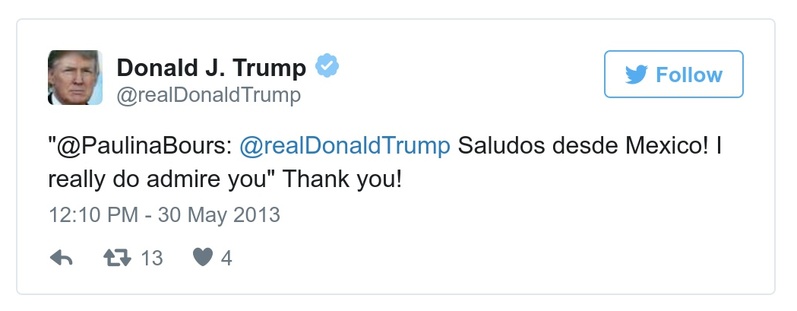 Donald J. Trump
@realDonaldTrump
Follow
"@PaulinaBours: @realDonaldTrump Saludos desde Mexico! I
really do admire you" Thank you!
12:10 PM - 30 May 2013
13 4